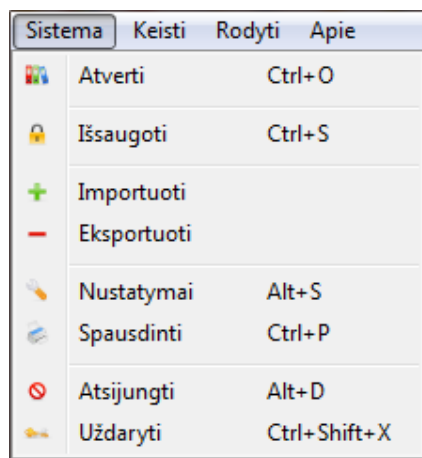 Sistema Keisti Rodyti Apie
Atverti Ctrl+O
Išsaugoti Ctrl+S
Importuoti
Eksportuoti
Nustatymai Alt+S
Spausdinti Ctrl+P
Atsijungti Alt+D
Uždaryti Ctrl+Shift+X